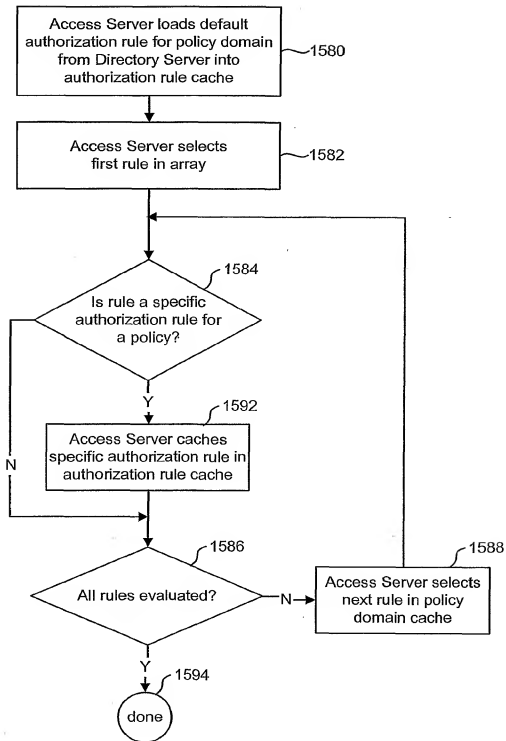 Access Server loads default
authorization rule for policy domain
from Directory Server into
authorization rule cache
1580
Access Server selects
first rule in array
1582
1584
Is rule a specific
authorization rule for
a policy?
Y
1592
Access Server caches
specific authorization rule in
authorization rule cache
N
1586
All rules evaluated?
N
1588
Access Server selects
next rule in policy
domain cache
Y
1594
done